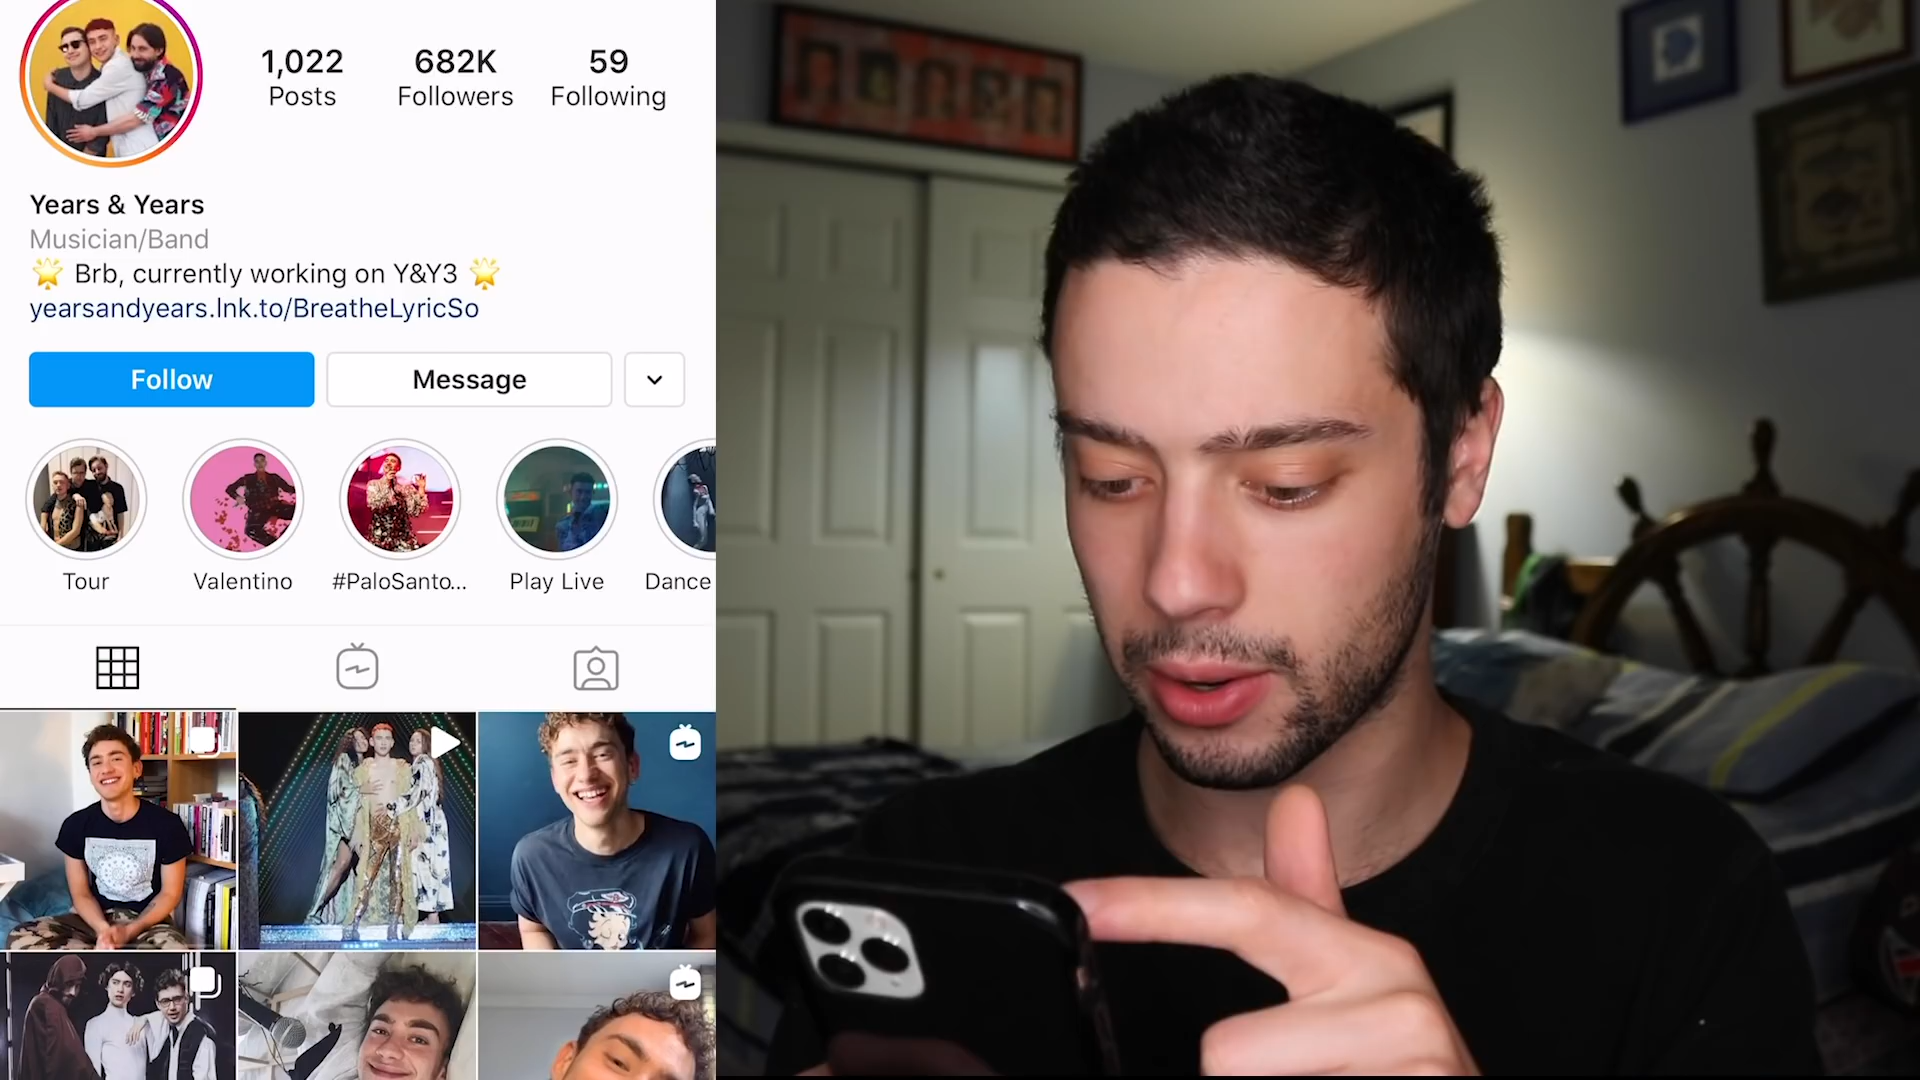 1,022 682K 59
Posts Followers Following
Years & Years
Musician/Band
🌟 Brb, currently working on Y&Y3 🌟
yearsandyears.lnk.to/BreatheLyricSo
Follow Message
Tour Valentino #PaloSanto... Play Live Dance